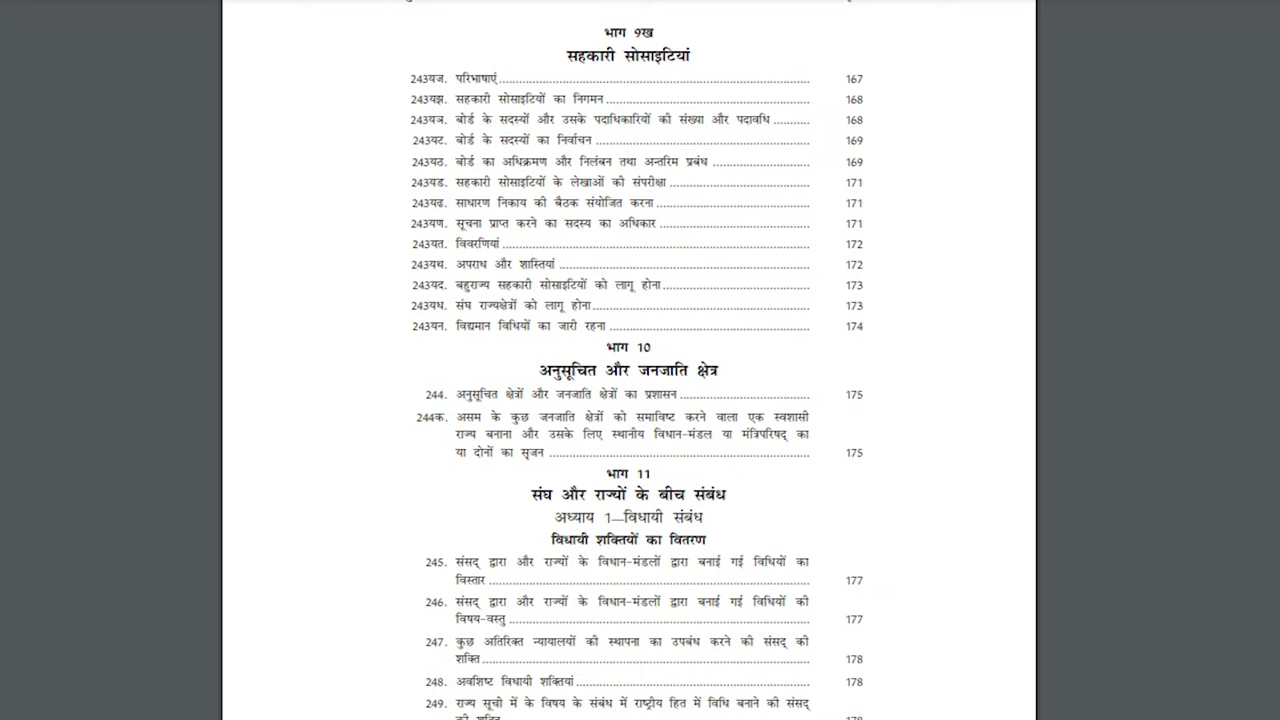 भाग 9ख
सहकारी सोसाइटियां
243यज. परिभाषाएं ........ 167
243यझ. सहकारी सोसाइटियों का निगमन ........ 168
243यञ. बोर्ड के सदस्यों और उसके पदाधिकारियों की संख्या और पदावधि ........ 168
243यट. बोर्ड के सदस्यों का निर्वाचन ........ 169
243यठ. बोर्ड का अधिक्रमण और निलंबन तथा अन्तरिम प्रबंध ........ 169
243यड. सहकारी सोसाइटियों के लेखाओं की संपरीक्षा ........ 171
243यढ. साधारण निकाय की बैठक संयोजित करना ........ 171
243यण. सूचना प्राप्त करने का सदस्य का अधिकार ........ 171
243यत. विवरणियां ........ 172
243यथ. अपराध और शास्तियां ........ 172
243यद. बहुराज्य सहकारी सोसाइटियों को लागू होना ........ 173
243यध. संघ राज्यक्षेत्रों को लागू होना ........ 173
243यन. विद्यमान विधियों का जारी रहना ........ 174
भाग 10
अनुसूचित और जनजाति क्षेत्र
244. अनुसूचित क्षेत्रों और जनजाति क्षेत्रों का प्रशासन ........ 175
244क. असम के कुछ जनजाति क्षेत्रों को समाविष्ट करने वाला एक स्वशासी
राज्य बनाना और उसके लिए स्थानीय विधान-मंडल या मंत्रिपरिषद् का
या दोनों का सृजन ........ 175
भाग 11
संघ और राज्यों के बीच संबंध
अध्याय 1—विधायी संबंध
विधायी शक्तियों का वितरण
245. संसद् द्वारा और राज्यों के विधान-मंडलों द्वारा बनाई गई विधियों का
विस्तार ........ 177
246. संसद् द्वारा और राज्यों के विधान-मंडलों द्वारा बनाई गई विधियों की
विषय-वस्तु ........ 177
247. कुछ अतिरिक्त न्यायालयों की स्थापना का उपबंध करने की संसद् की
शक्ति ........ 178
248. अवशिष्ट विधायी शक्तियां ........ 178
249. राज्य सूची में के विषय के संबंध में राष्ट्रीय हित में विधि बनाने की संसद्